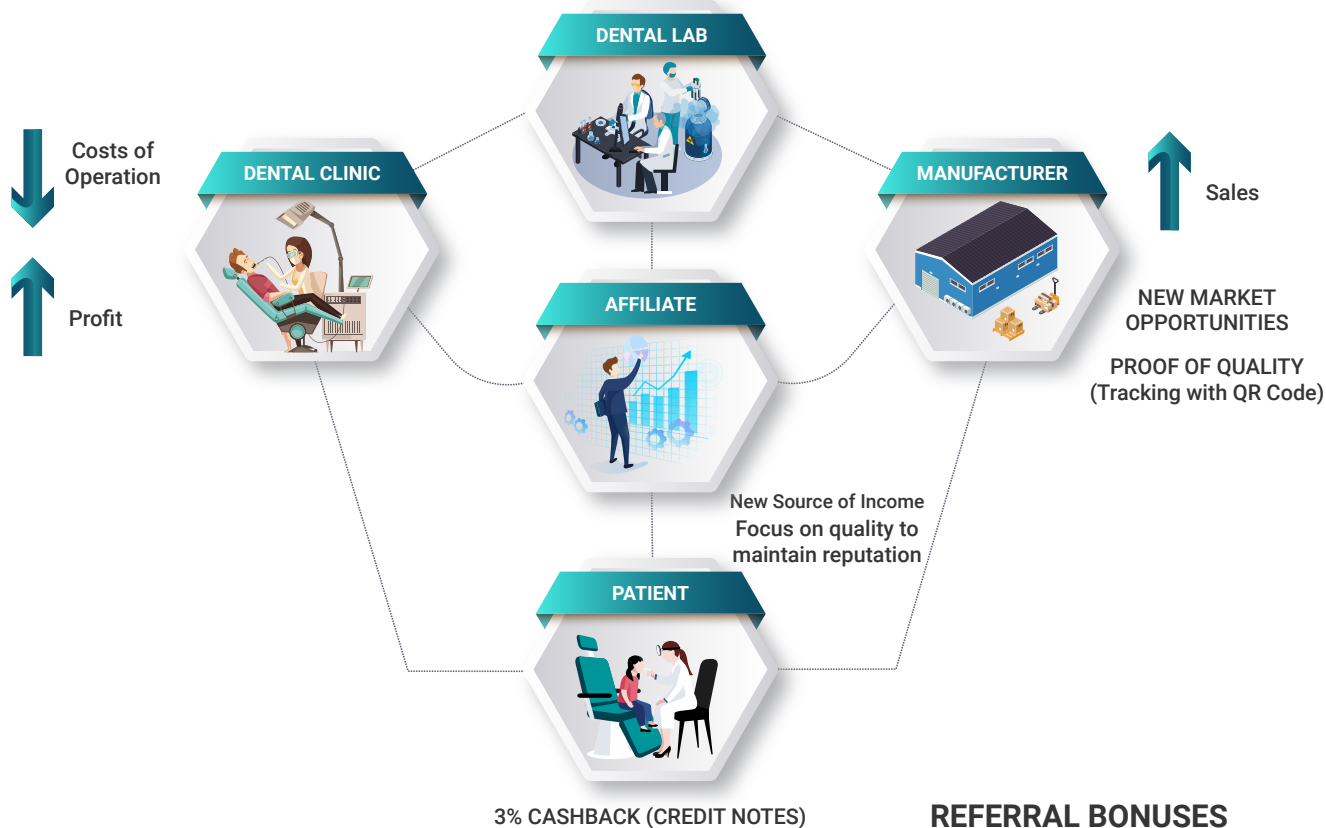 DENTAL LAB
Costs of
Operation
DENTAL CLINIC
MANUFACTURER
Sales
Profit
AFFILIATE
NEW MARKET
OPPORTUNITIES
PROOF OF QUALITY
(Tracking with QR Code)
New Source of Income
Focus on quality to
maintain reputation
PATIENT
3% CASHBACK (CREDIT NOTES)
REFERRAL BONUSES